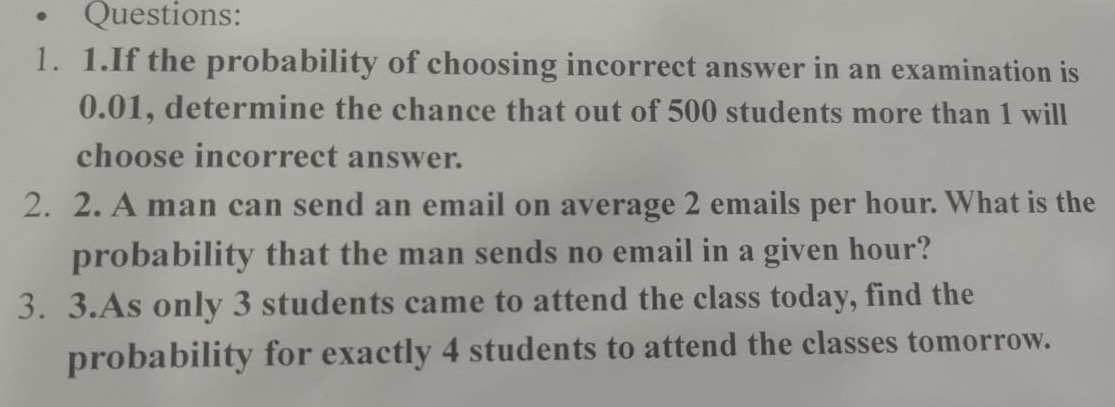 • Questions:
1. 1.If the probability of choosing incorrect answer in an examination is
0.01, determine the chance that out of 500 students more than 1 will
choose incorrect answer.
2. 2. A man can send an email on average 2 emails per hour. What is the
probability that the man sends no email in a given hour?
3. 3.As only 3 students came to attend the class today, find the
probability for exactly 4 students to attend the classes tomorrow.